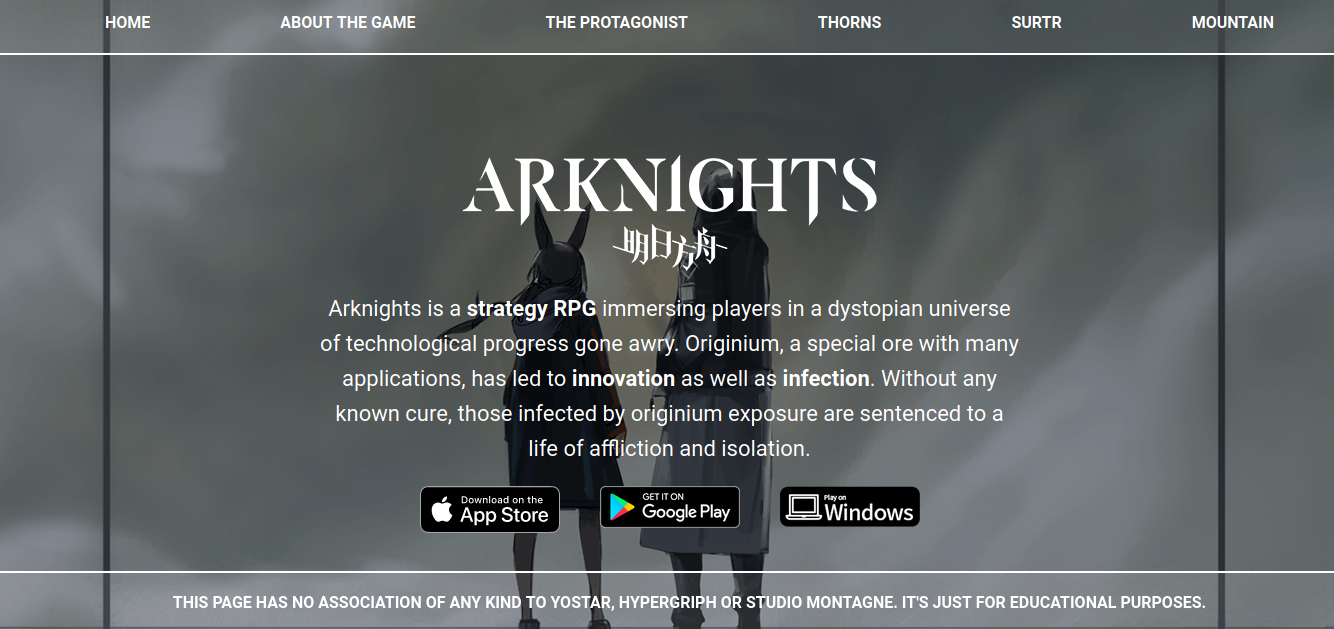 HOME ABOUT THE GAME THE PROTAGONIST THORNS SURTR MOUNTAIN
ARKNIGHTS
明日方舟
Arknights is a strategy RPG immersing players in a dystopian universe
of technological progress gone awry. Originium, a special ore with many
applications, has led to innovation as well as infection. Without any
known cure, those infected by originium exposure are sentenced to a
life of affliction and isolation.
Download on the
App Store
GET IT ON
Google Play
Play on
Windows
THIS PAGE HAS NO ASSOCIATION OF ANY KIND TO YOSTAR, HYPERGRIPH OR STUDIO MONTAGNE. IT'S JUST FOR EDUCATIONAL PURPOSES.